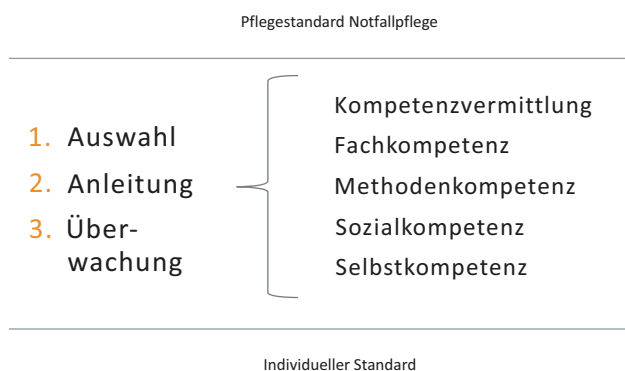 Pflegestandard Notfallpflege
1. Auswahl
2. Anleitung
3. Über-
wachung
Kompetenzvermittlung
Fachkompetenz
Methodenkompetenz
Sozialkompetenz
Selbstkompetenz
Individueller Standard